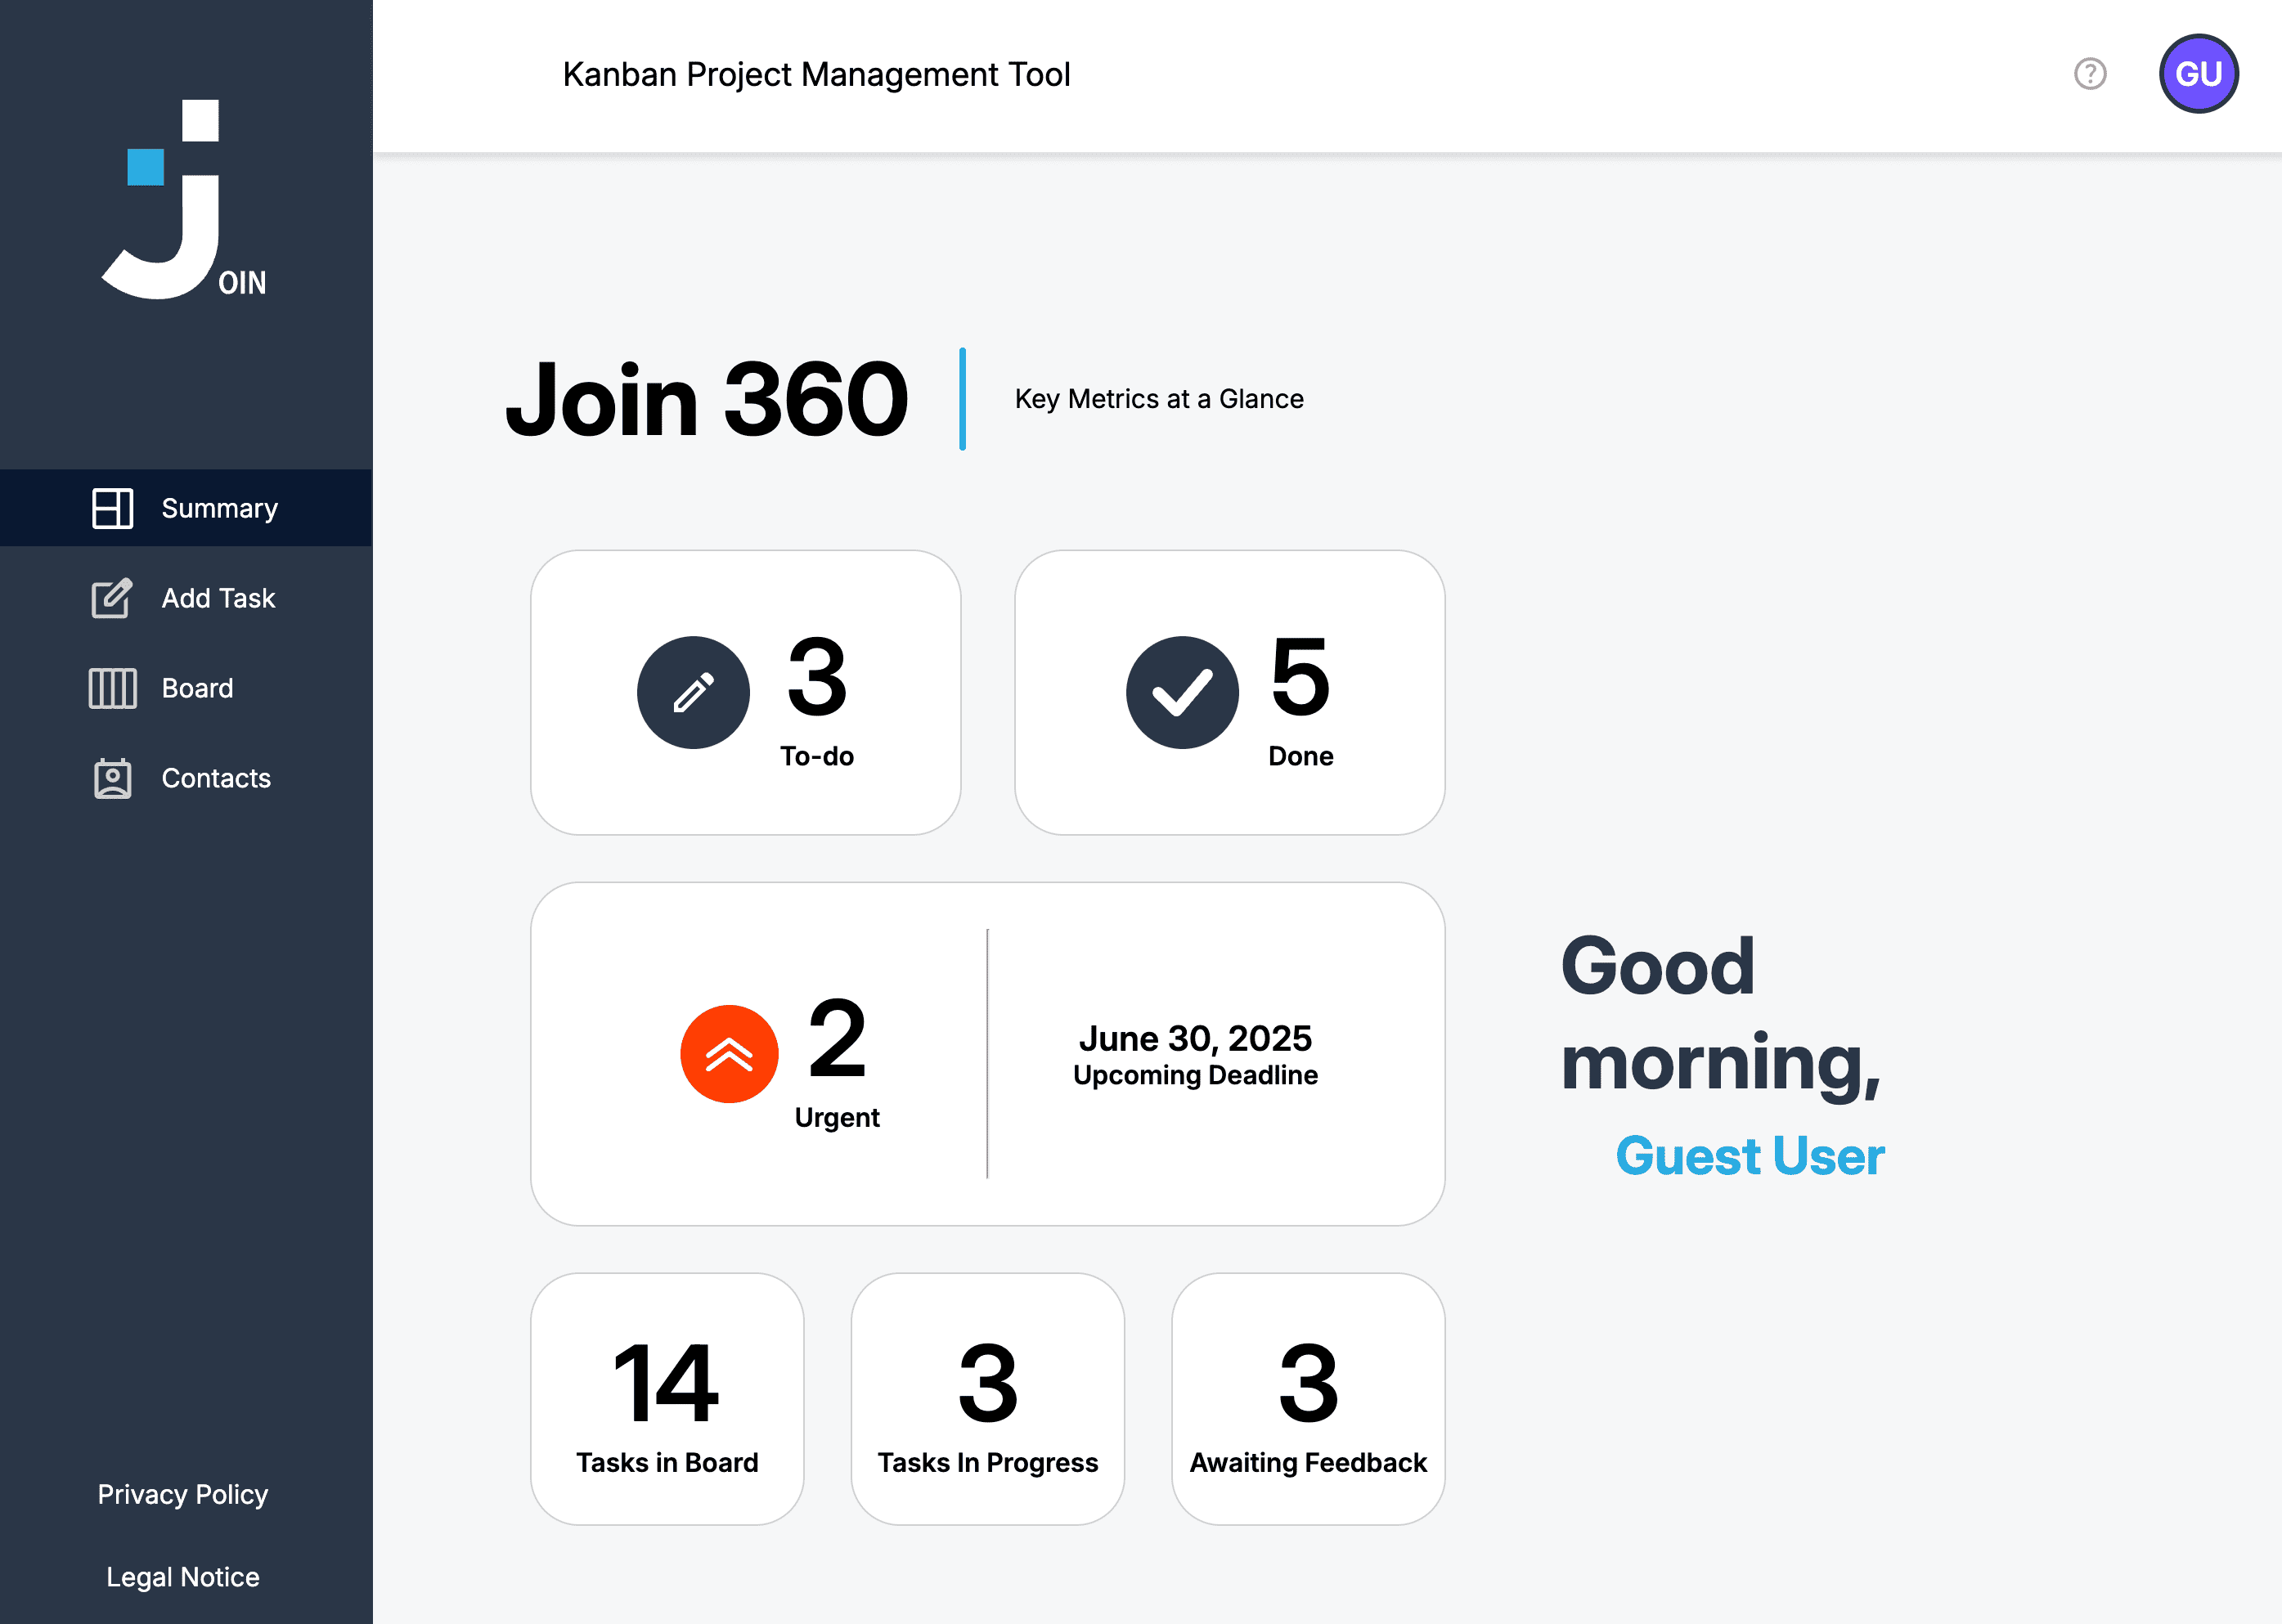 Kanban Project Management Tool
GU
JOIN
Join 360
Key Metrics at a Glance
Summary
Add Task
Board
Contacts
3
To-do
5
Done
2
Urgent
June 30, 2025
Upcoming Deadline
Good
morning,
Guest User
14
Tasks in Board
3
Tasks In Progress
3
Awaiting Feedback
Privacy Policy
Legal Notice